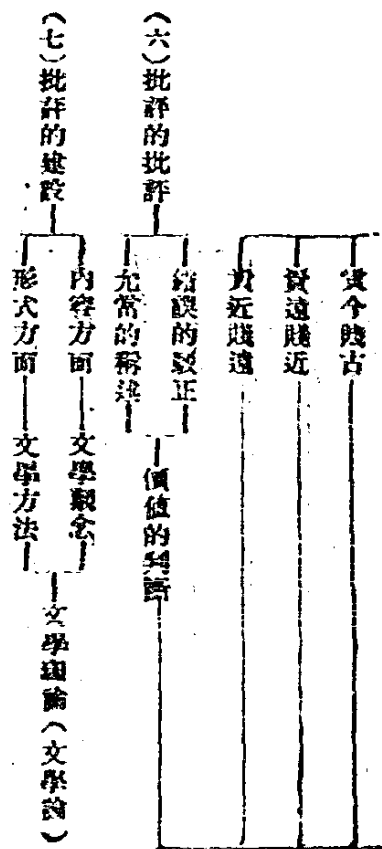 貴今賤古
貴遠賤近
貴近賤遠
(六)批評的批評
錯誤的駁正
允當的稱述
價值的判斷
(七)批評的建設
內容方面
文學觀念
形式方面
文學方法
文學理論(文學論)